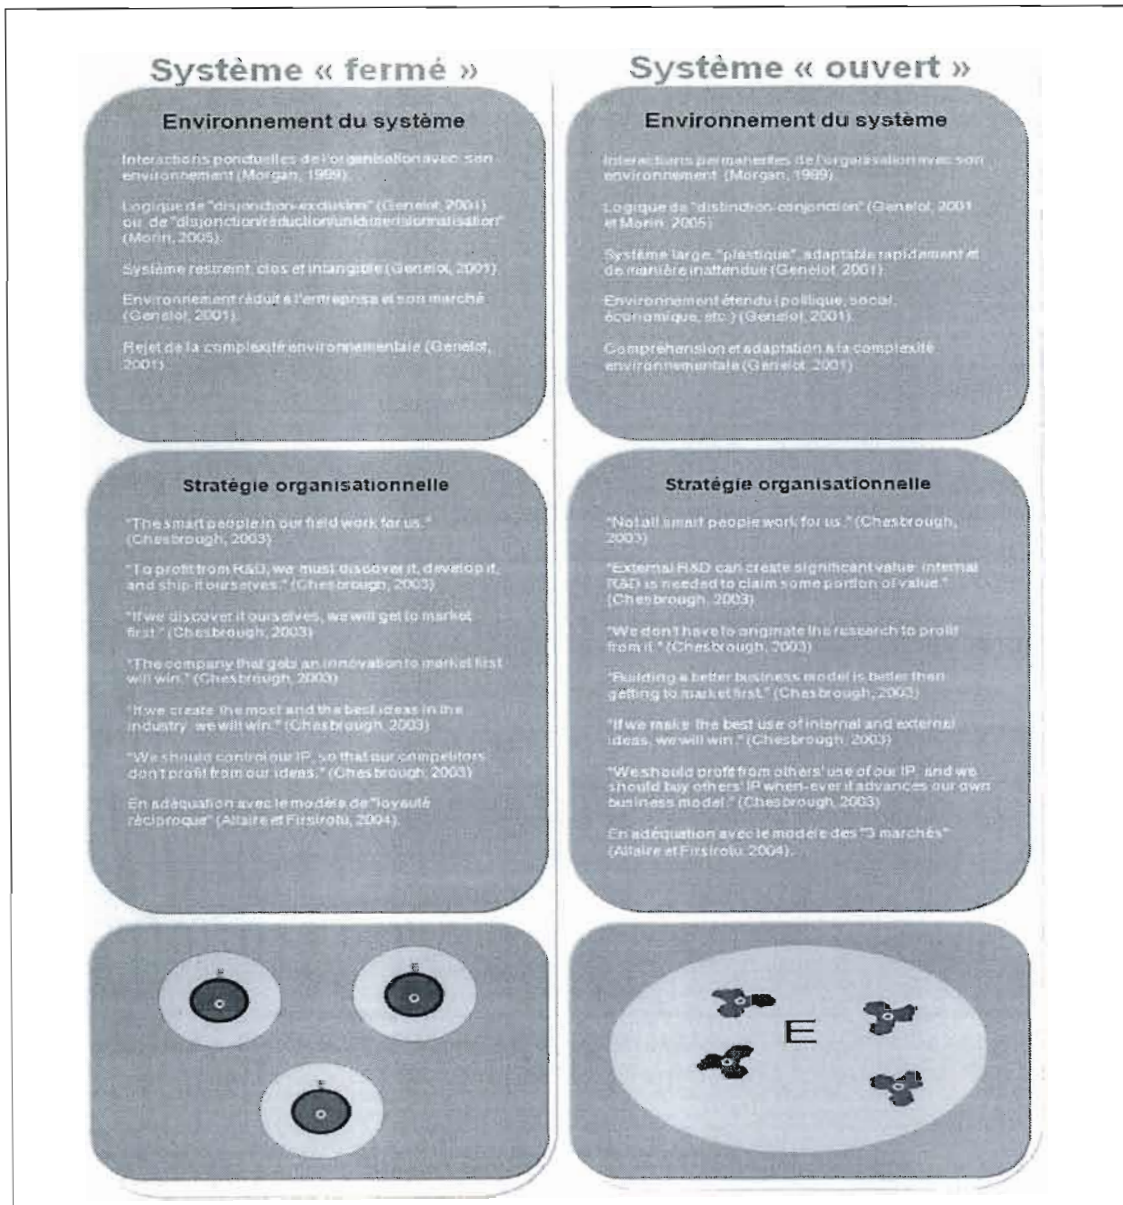 Système « fermé »
Environnement du système
Interactions ponctuelles de l'organisation avec son
environnement (Morgan, 1999).
Logique de "disjonction-exclusion" (Genelot, 2001)
ou de "disjonction/réduction/unidimensionnalisation"
(Morin, 2005).
Système restreint, clos et intangible (Genelot, 2001)
Environnement réduit à l'entreprise et son marché
(Genelot, 2001).
Rejet de la complexité environnementale (Genelot,
2001).
Stratégie organisationnelle
"The smart people in our field work for us."
(Chesbrough, 2003)
"To profit from R&D, we must discover it, develop it,
and ship it ourselves." (Chesbrough, 2003)
"If we discover it ourselves, we will get to market
first." (Chesbrough, 2003)
"The company that gets an innovation to market first
will win." (Chesbrough, 2003)
"If we create the most and the best ideas in the
industry, we will win." (Chesbrough, 2003)
"We should control our IP, so that our competitors
don't profit from our ideas." (Chesbrough, 2003)
En adéquation avec le modèle de "loyauté
réciproque" (Allaire et Firsirotu, 2004).
E
O
E
O
E
O
Système « ouvert »
Environnement du système
Interactions permanentes de l'organisation avec son
environnement (Morgan, 1999)
Logique de "distinction-conjonction" (Genelot, 2001
et Morin, 2005)
Système large, "plastique", adaptable rapidement et
de manière inattendue (Genelot, 2001)
Environnement étendu (politique, social,
économique, etc.) (Genelot, 2001).
Compréhension et adaptation à la complexité
environnementale (Genelot, 2001)
Stratégie organisationnelle
"Not all smart people work for us." (Chesbrough,
2003)
"External R&D can create significant value: internal
R&D is needed to claim some portion of value."
(Chesbrough, 2003)
"We don't have to originate the research to profit
from it." (Chesbrough, 2003)
"Building a better business model is better than
getting to market first." (Chesbrough, 2003)
"If we make the best use of internal and external
ideas, we will win." (Chesbrough, 2003)
"We should profit from others' use of our IP, and we
should buy others' IP when-ever it advances our own
business model." (Chesbrough, 2003)
En adéquation avec le modèle des "3 marchés"
(Allaire et Firsirotu, 2004).
O
O
E
O
O